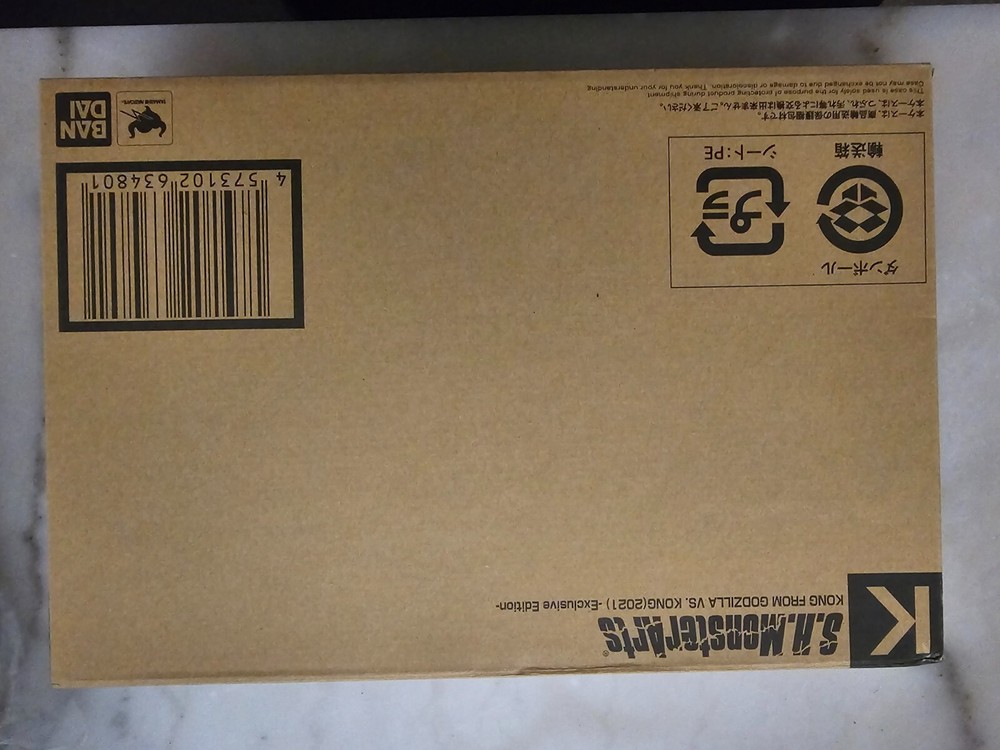 K
S.H.MonsterArts®
KONG FROM GODZILLA VS. KONG(2021) -Exclusive Edition-
ダンボール
輸送箱
プラ
シート:PE
本ケースは、商品輸送用の保護梱包材です。
本ケースは、つぶれ、汚れ等による交換は出来ません。ご了承ください。
This case is used solely for the purpose of protecting product during shipment
Case may not be exchanged due to damage or discoloration. Thank you for your understanding
4 573102 634801
TAMASHII NATIONS
BAN
DAI